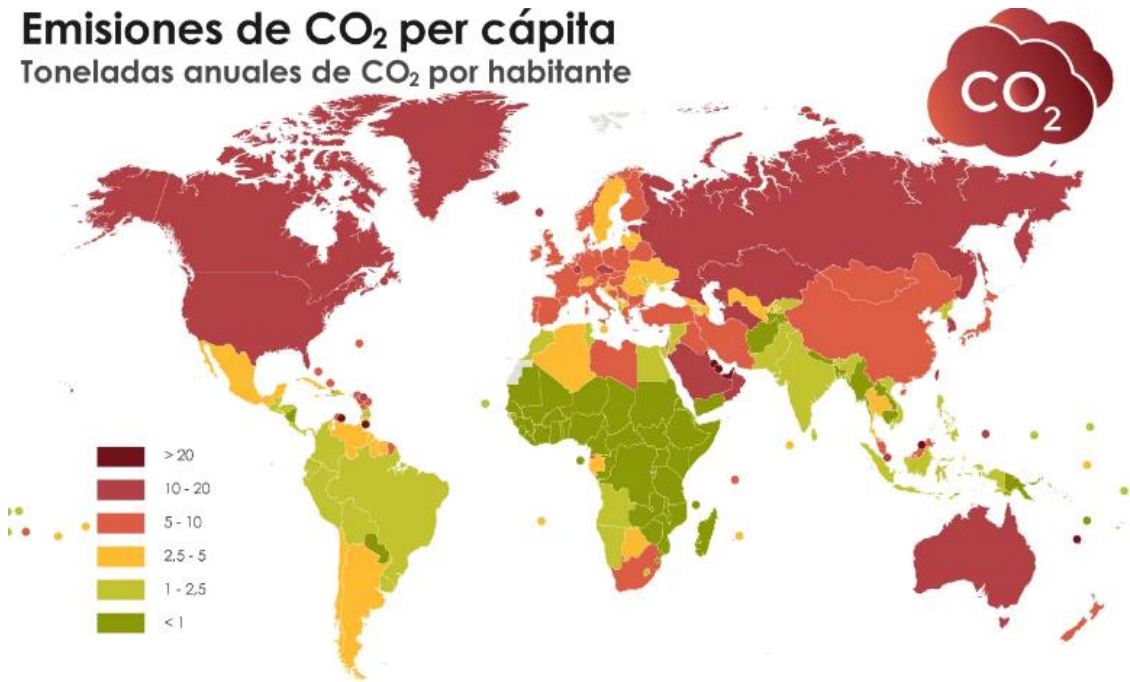 Emisiones de CO₂ per cápita
Toneladas anuales de CO₂ por habitante
CO₂
> 20
10 - 20
5 - 10
2,5 - 5
1 - 2,5
< 1